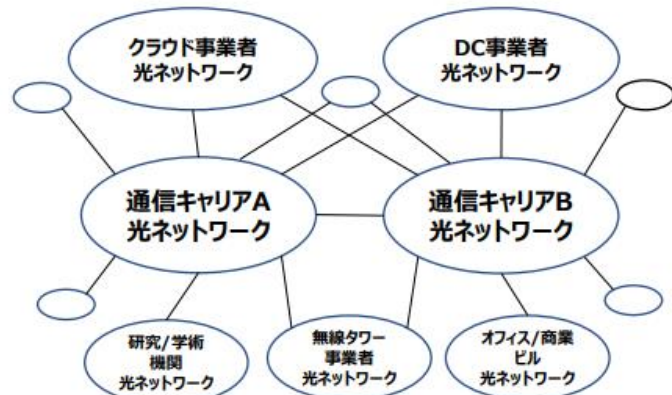 クラウド事業者
光ネットワーク
DC事業者
光ネットワーク
通信キャリアA
光ネットワーク
通信キャリアB
光ネットワーク
研究/学術
機関
光ネットワーク
無線タワー
事業者
光ネットワーク
オフィス/商業
ビル
光ネットワーク